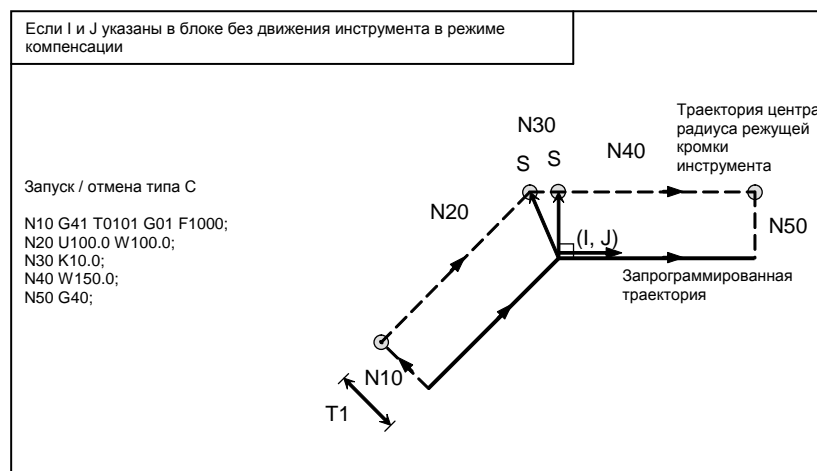 Если I и J указаны в блоке без движения инструмента в режиме
компенсации
Запуск / отмена типа C
N10 G41 T0101 G01 F1000;
N20 U100.0 W100.0;
N30 K10.0;
N40 W150.0;
N50 G40;
N30
S
S
N40
Траектория центра
радиуса режущей
кромки
инструмента
N20
N50
(I, J)
Запрограммированная
траектория
N10
T1